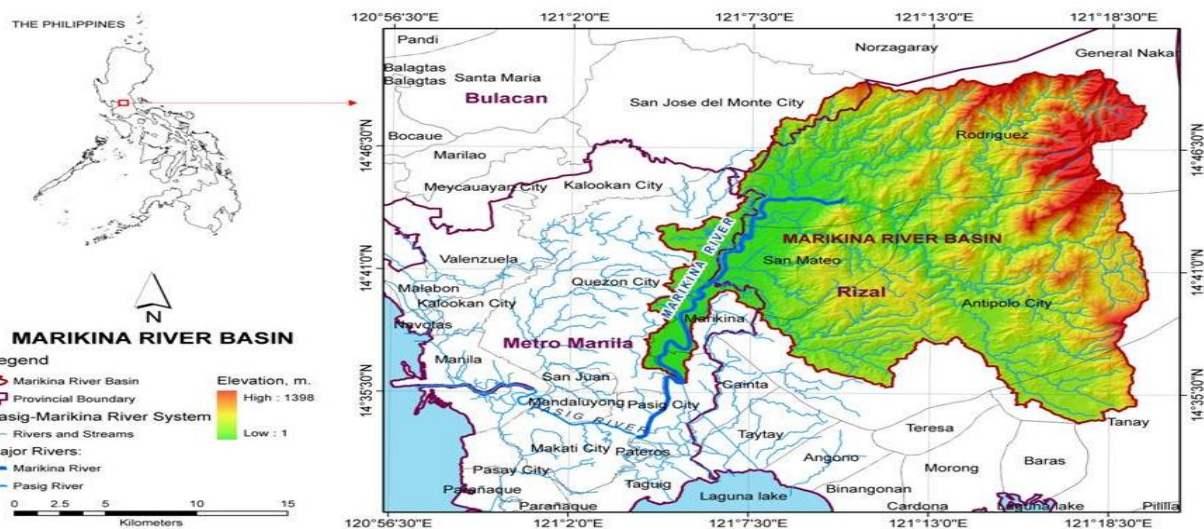 THE PHILIPPINES
N
MARIKINA RIVER BASIN
egend
Marikina River Basin
Provincial Boundary
asig-Marikina River System
Rivers and Streams
ajor Rivers:
Marikina River
Pasig River
Elevation, m.
High : 1398
Low : 1
0 2.5 5 10 15
Kilometers
120°56'30"E 121°2'0"E 121°7'30"E 121°13'0"E 121°18'30"E
14°46'30"N
14°41'0"N
14°35'30"N
Pandi
Norzagaray
General Nakar
Balagtas
Balagtas
Santa Maria
Bulacan
San Jose del Monte City
Bocaue
Rodriguez
Marilao
Meycauayan City
Kalookan City
MARIKINA RIVER
MARIKINA RIVER BASIN
Valenzuela
San Mateo
Quezon City
Malabon
Rizal
Kalookan City
Antipolo City
Navotas
Marikina
Metro Manila
Manila
San Juan
Cainta
Mandaluyong
Pasig City
PASIG RIVER
Tanay
Teresa
Taytay
Makati City
Pateros
Angono
Baras
Morong
Pasay City
Taguig
Binangonan
Parañaque
Laguna lake
Parañaque
Cardona
Laguna lake
Pililla
14°46'30"N
14°41'0"N
14°35'30"N
120°56'30"E 121°2'0"E 121°7'30"E 121°13'0"E 121°18'30"E